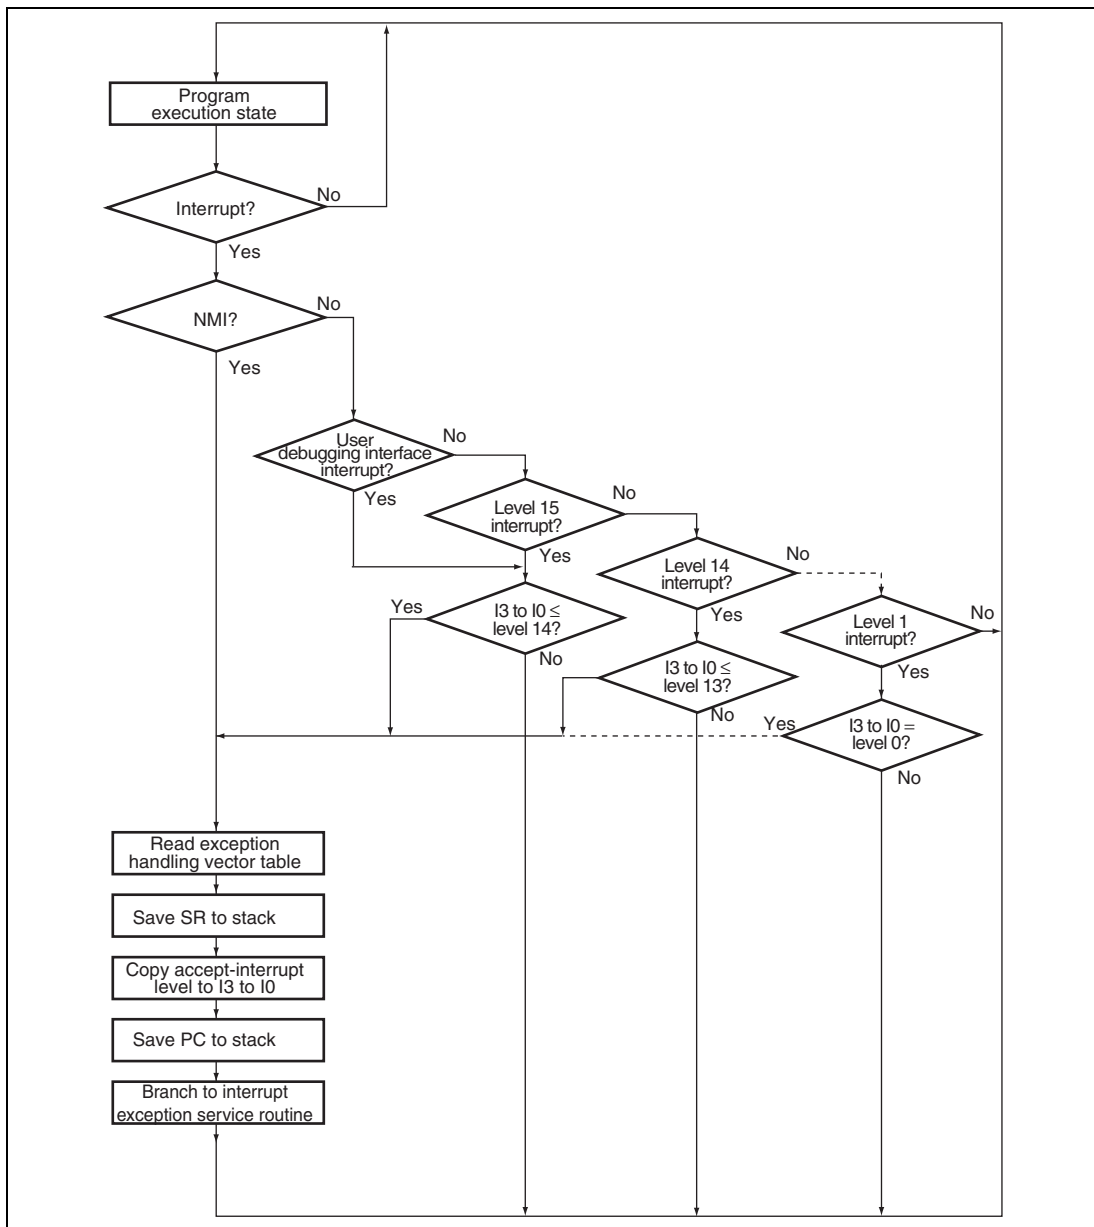 Program
execution state
No
Interrupt?
Yes
No
NMI?
Yes
User
debugging interface
interrupt?
No
Yes
Level 15
interrupt?
No
Yes
Level 14
interrupt?
No
Yes
Level 1
interrupt?
No
Yes
Yes
I3 to I0 ≤
level 14?
No
I3 to I0 ≤
level 13?
No
Yes
I3 to I0 =
level 0?
No
Read exception
handling vector table
Save SR to stack
Copy accept-interrupt
level to I3 to I0
Save PC to stack
Branch to interrupt
exception service routine